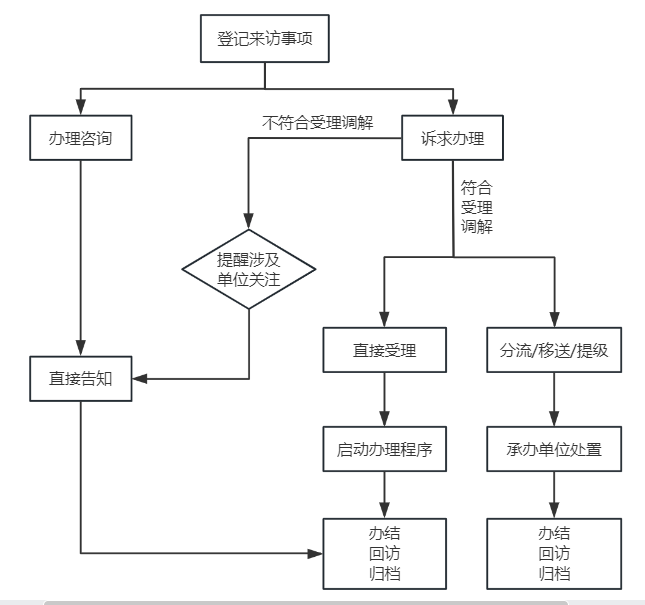 登记来访事项
办理咨询
不符合受理调解
诉求办理
符合
受理
调解
提醒涉及
单位关注
直接告知
直接受理
分流/移送/提级
启动办理程序
承办单位处置
办结
回访
归档
办结
回访
归档